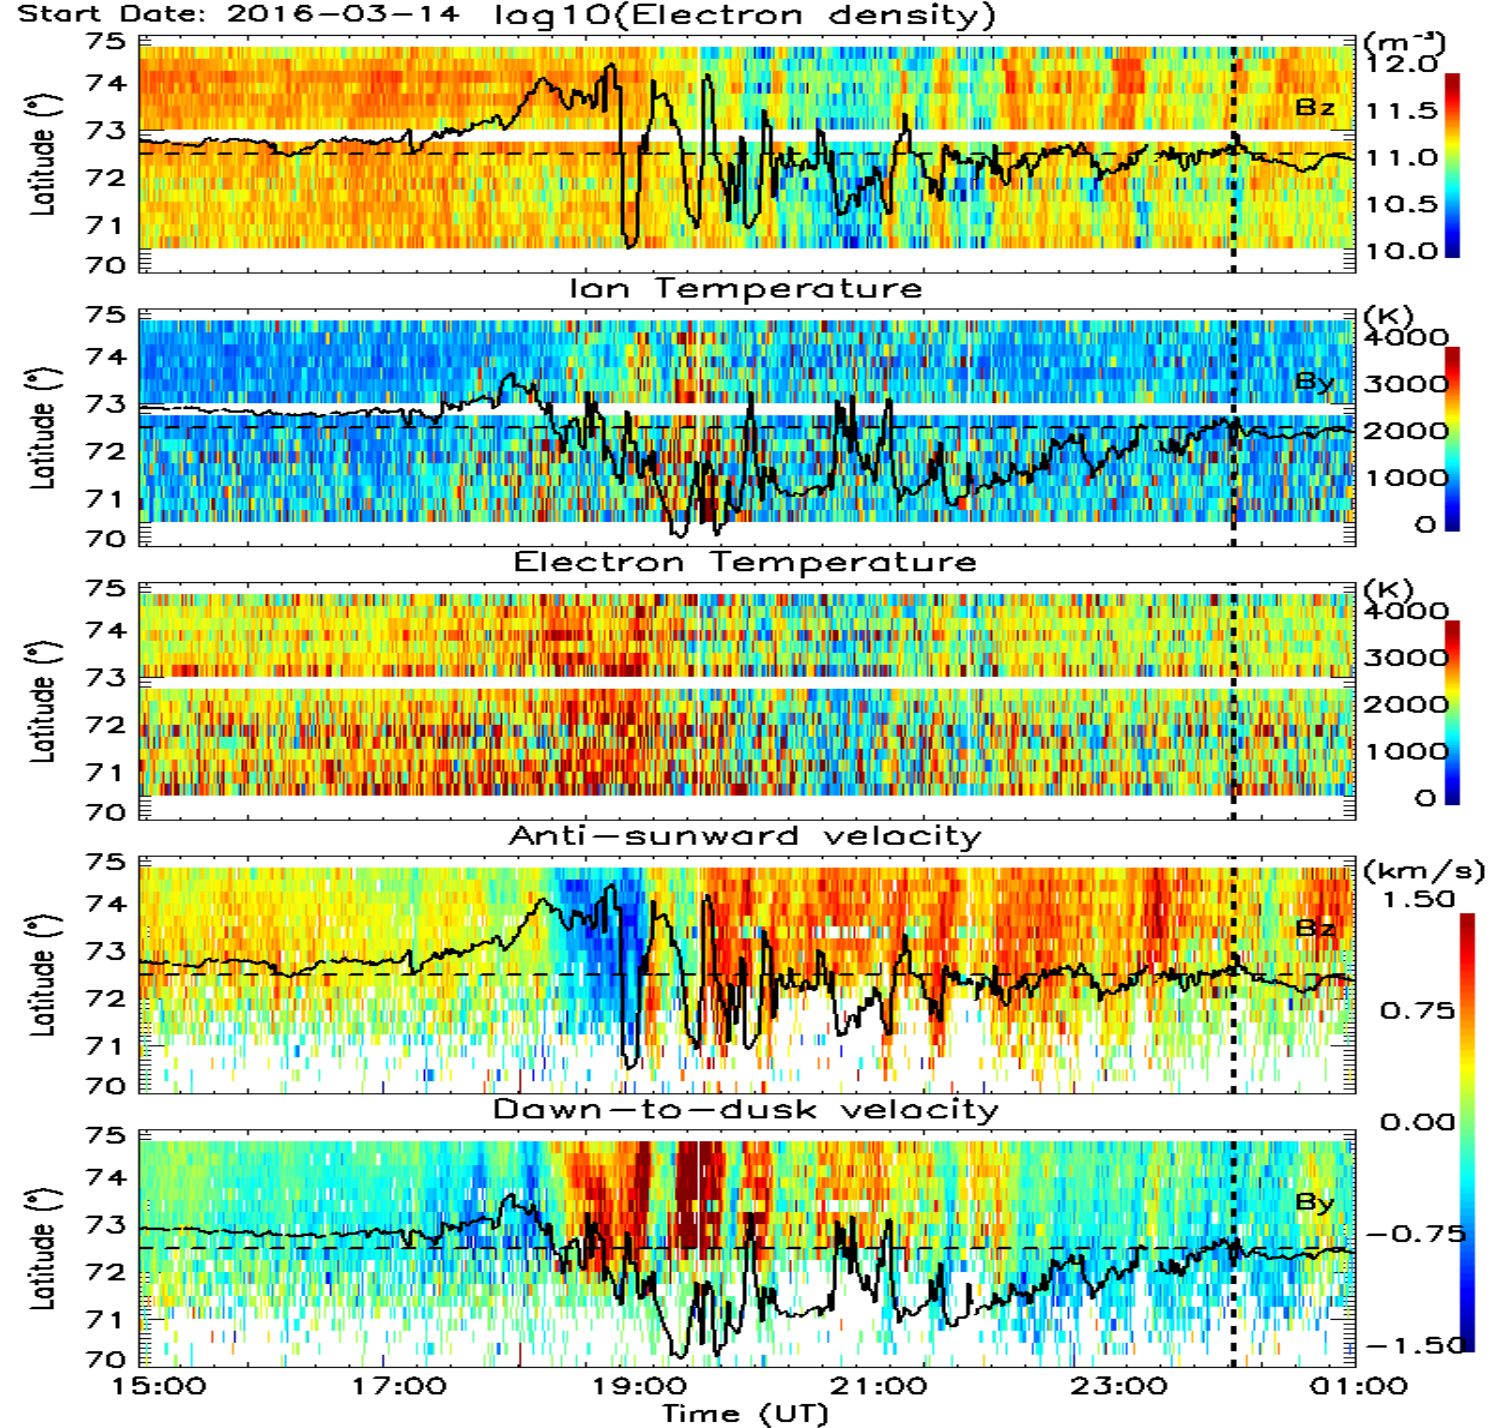 Start Date: 2016-03-14 lag10(Electron density)
75
74
73
72
71
70
Latitude (°)
Bz
(m⁻³)
12.0
11.5
11.0
10.5
10.0
Ian Temperature
75
74
73
72
71
70
Latitude (°)
By
(K)
4000
3000
2000
1000
0
Electron Temperature
75
74
73
72
71
70
Latitude (°)
(K)
4000
3000
2000
1000
0
Anti-sunward velacity
75
74
73
72
71
70
Latitude (°)
Bz
(km/s)
1.50
0.75
0.00
-0.75
-1.50
Dawn-to-dusk velacity
75
74
73
72
71
70
Latitude (°)
By
15:00 17:00 19:00 21:00 23:00 01:00
Time (UT)